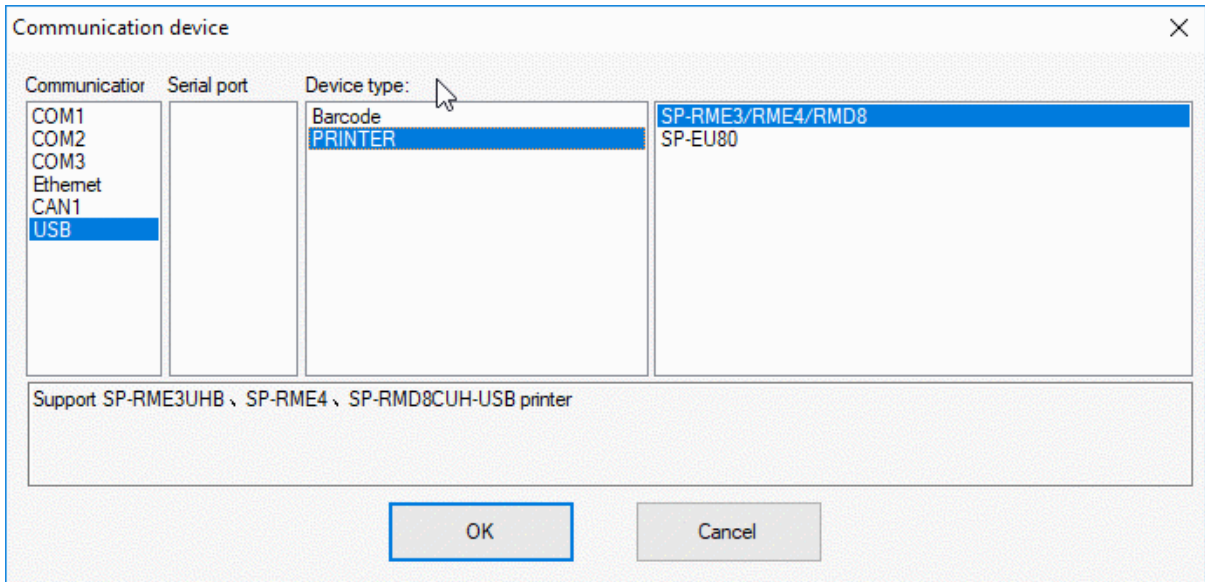 Communication device
Communication Serial port Device type:
COM1
COM2
COM3
Ethernet
CAN1
USB
Barcode
PRINTER
SP-RME3/RME4/RMD8
SP-EU80
Support SP-RME3UHB、SP-RME4、SP-RMD8CUH-USB printer
OK Cancel